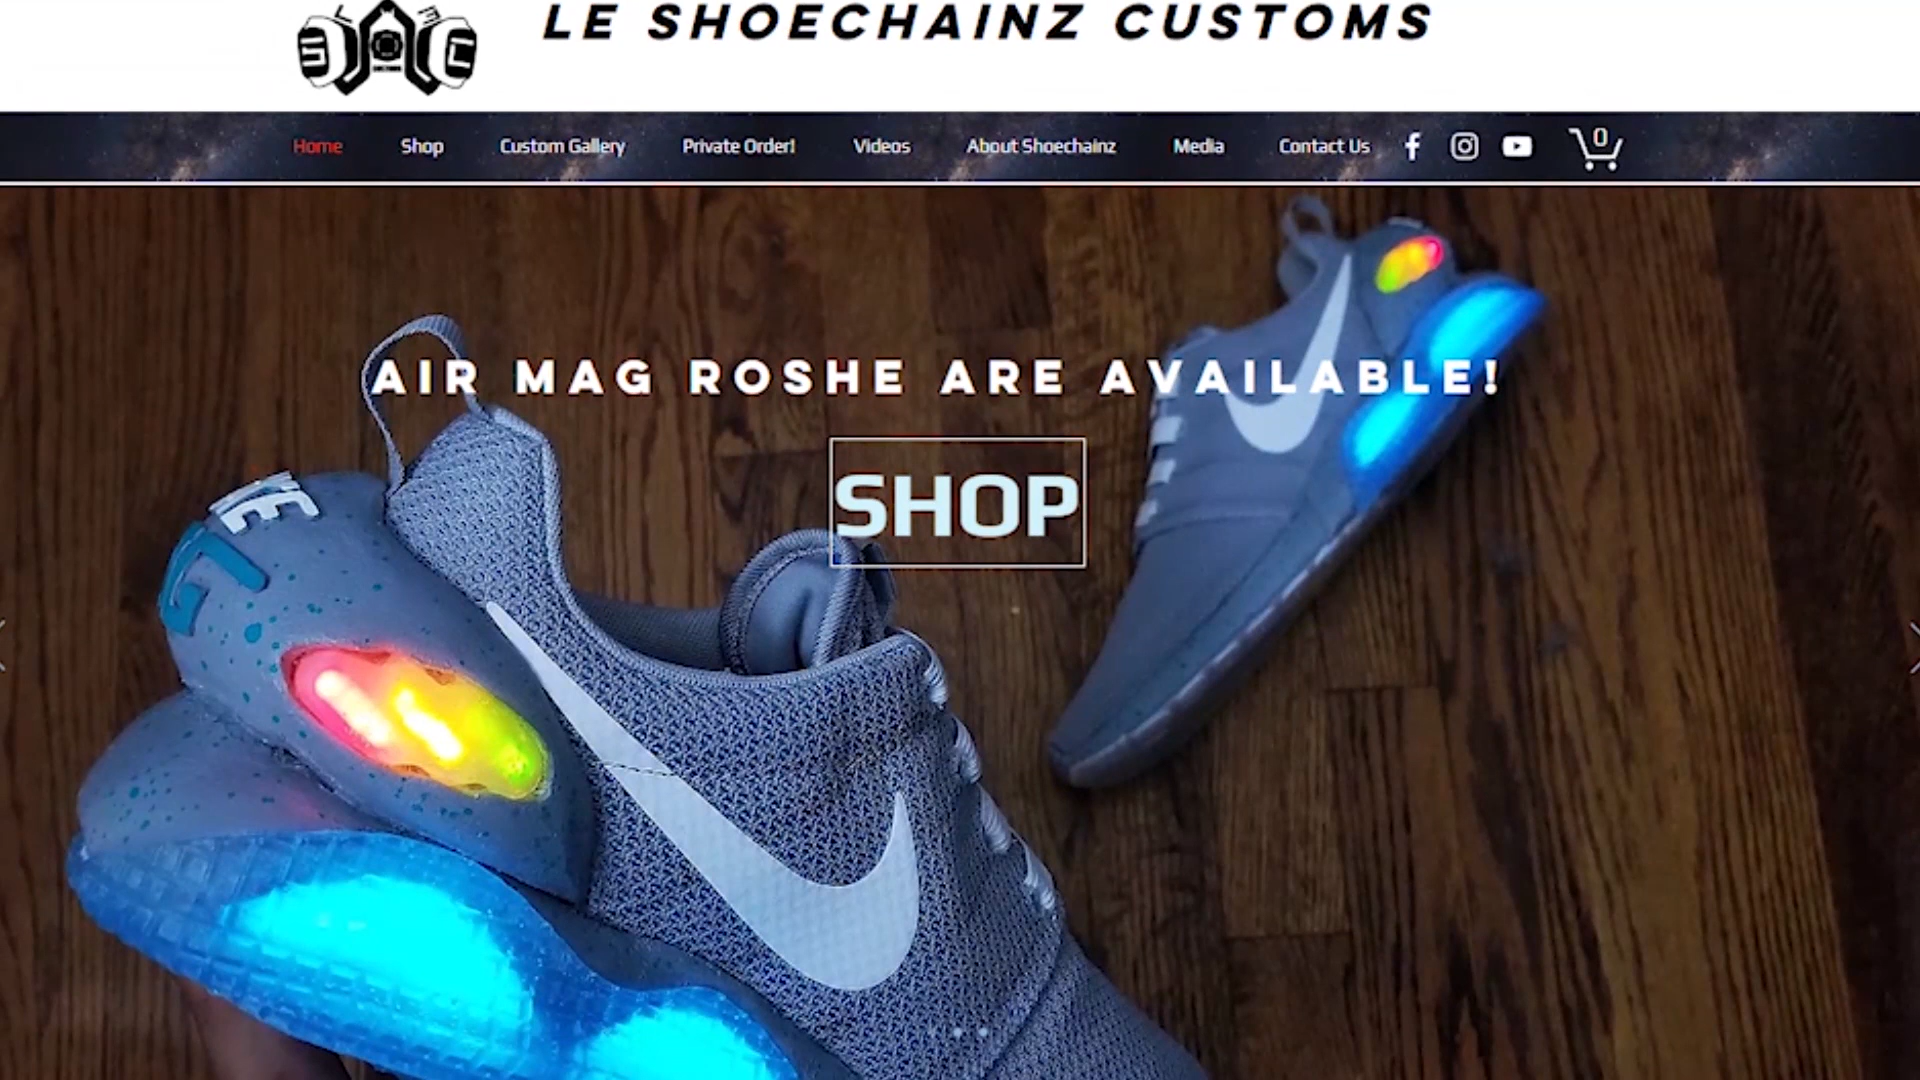 LE SHOECHAINZ CUSTOMS
Home Shop Custom Gallery Private Order! Videos About Shoechainz Media Contact Us 0
AIR MAG ROSHE ARE AVAILABLE!
SHOP